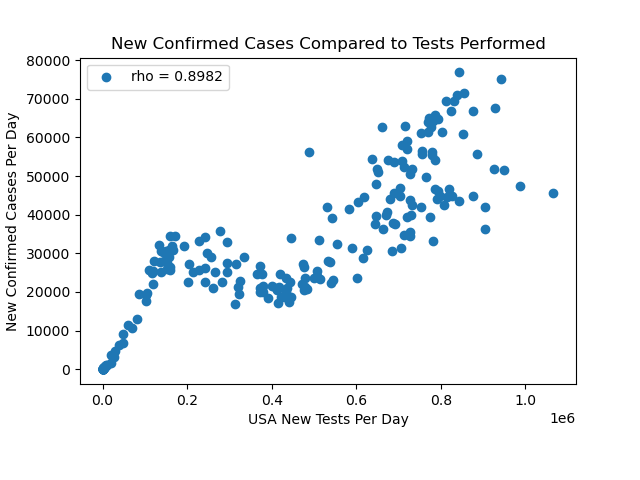 New Confirmed Cases Compared to Tests Performed
rho = 0.8982
80000
70000
60000
50000
40000
30000
20000
10000
0
New Confirmed Caeses Per Day
0.0 0.2 0.4 0.6 0.8 1.0
1e6
USA New Tests Per Day